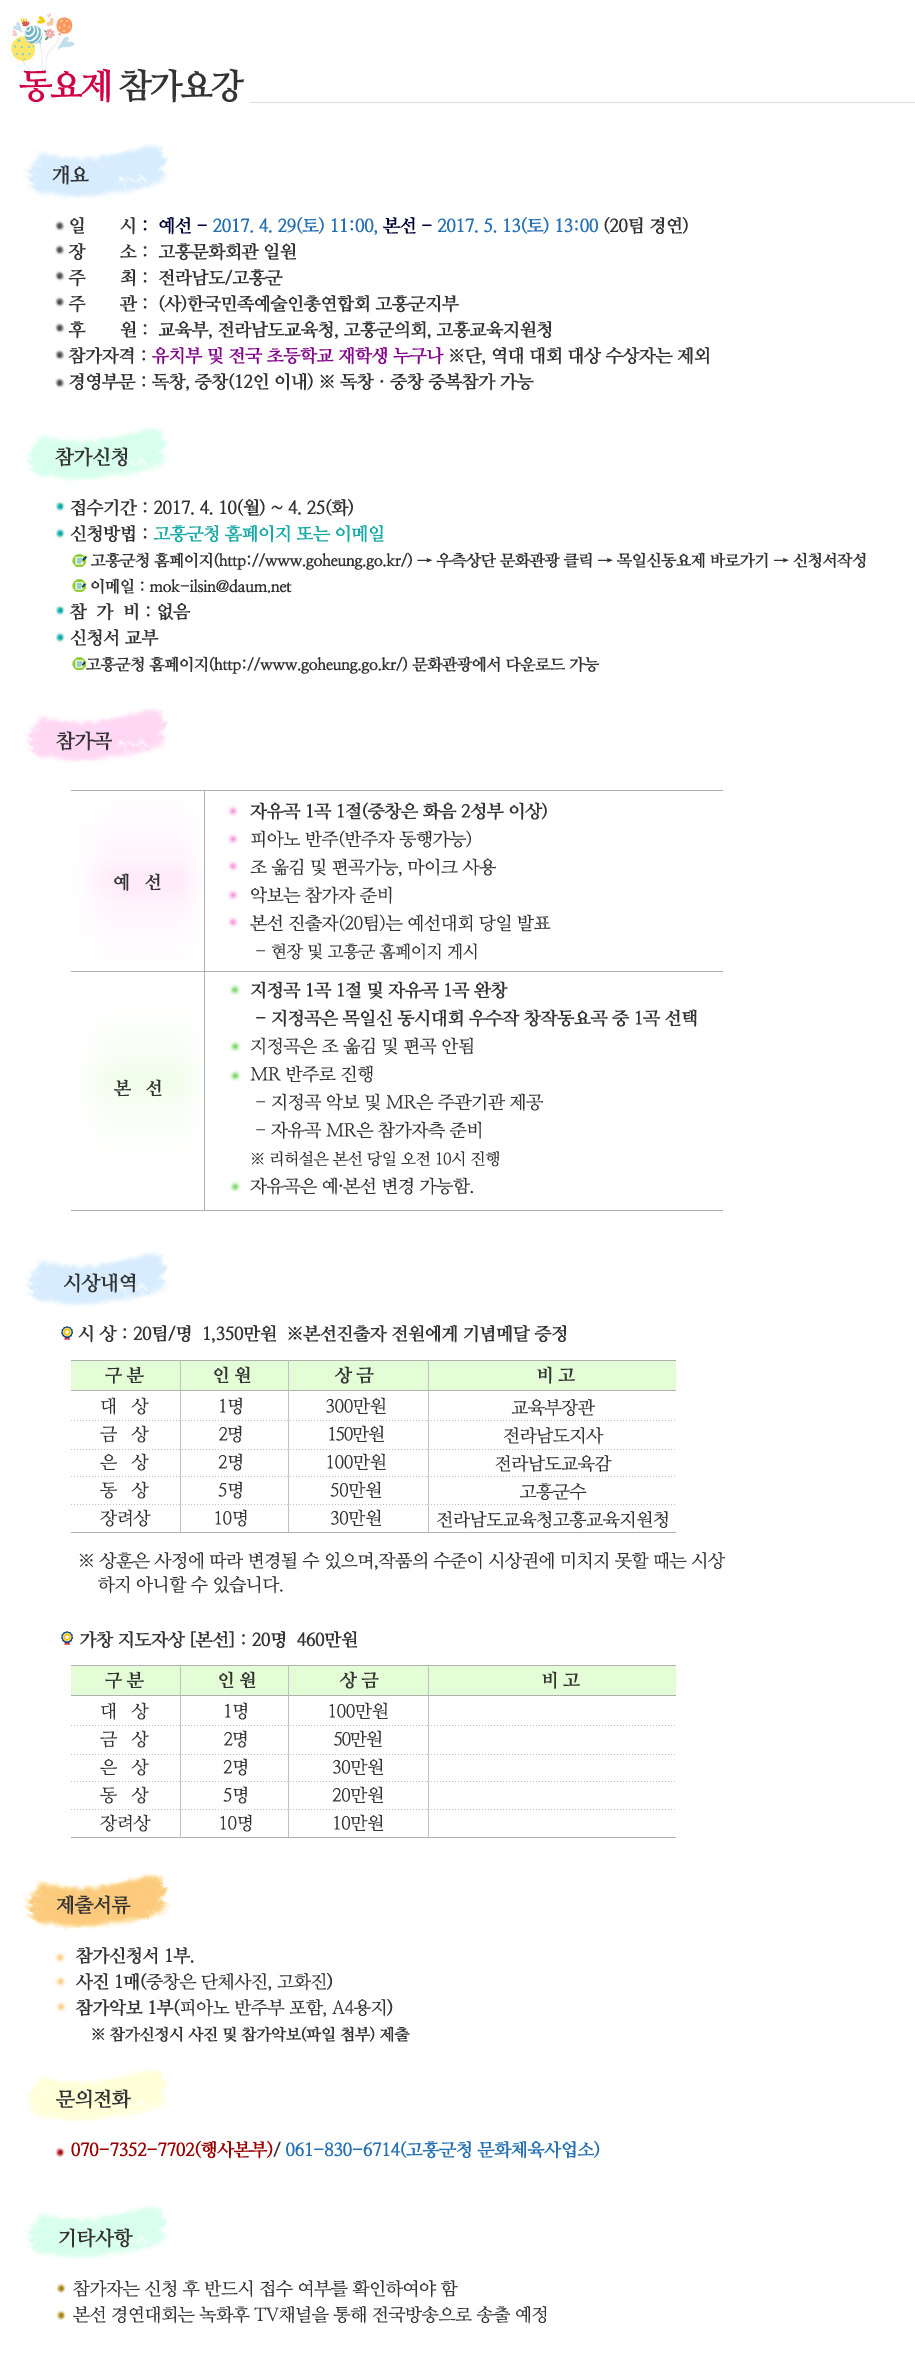 동요제 참가요강
개요
일 시 : 예선 - 2017. 4. 29(토) 11:00, 본선 - 2017. 5. 13(토) 13:00 (20팀 경연)
장 소 : 고흥문화회관 일원
주 최 : 전라남도/고흥군
주 관 : (사)한국민족예술인총연합회 고흥군지부
후 원 : 교육부, 전라남도교육청, 고흥군의회, 고흥교육지원청
참가자격 : 유치부 및 전국 초등학교 재학생 누구나 ※단, 역대 대회 대상 수상자는 제외
경영부문 : 독창, 중창(12인 이내) ※ 독창 · 중창 중복참가 가능
참가신청
접수기간 : 2017. 4. 10(월) ~ 4. 25(화)
신청방법 : 고흥군청 홈페이지 또는 이메일
고흥군청 홈페이지(http://www.goheung.go.kr/) → 우측상단 문화관광 클릭 → 목일신동요제 바로가기 → 신청서작성
이메일 : mok-ilsin@daum.net
참 가 비 : 없음
신청서 교부
고흥군청 홈페이지(http://www.goheung.go.kr/) 문화관광에서 다운로드 가능
참가곡
예 선
자유곡 1곡 1절(중창은 화음 2성부 이상)
피아노 반주(반주자 동행가능)
조 옮김 및 편곡가능, 마이크 사용
악보는 참가자 준비
본선 진출자(20팀)는 예선대회 당일 발표
- 현장 및 고흥군 홈페이지 게시
본 선
지정곡 1곡 1절 및 자유곡 1곡 완창
- 지정곡은 목일신 동시대회 우수작 창작동요곡 중 1곡 선택
지정곡은 조 옮김 및 편곡 안됨
MR 반주로 진행
- 지정곡 악보 및 MR은 주관기관 제공
- 자유곡 MR은 참가자측 준비
※ 리허설은 본선 당일 오전 10시 진행
자유곡은 예·본선 변경 가능함.
시상내역
시 상 : 20팀/명 1,350만원 ※본선진출자 전원에게 기념메달 증정
구 분 인 원 상 금 비 고
대 상 1명 300만원 교육부장관
금 상 2명 150만원 전라남도지사
은 상 2명 100만원 전라남도교육감
동 상 5명 50만원 고흥군수
장려상 10명 30만원 전라남도교육청고흥교육지원청
※ 상훈은 사정에 따라 변경될 수 있으며,작품의 수준이 시상권에 미치지 못할 때는 시상
하지 아니할 수 있습니다.
가창 지도자상 [본선] : 20명 460만원
구 분 인 원 상 금 비 고
대 상 1명 100만원
금 상 2명 50만원
은 상 2명 30만원
동 상 5명 20만원
장려상 10명 10만원
제출서류
참가신청서 1부.
사진 1매(중창은 단체사진, 고화진)
참가악보 1부(피아노 반주부 포함, A4용지)
※ 참가신정시 사진 및 참가악보(파일 첨부) 제출
문의전화
070-7352-7702(행사본부)/ 061-830-6714(고흥군청 문화체육사업소)
기타사항
참가자는 신청 후 반드시 접수 여부를 확인하여야 함
본선 경연대회는 녹화후 TV채널을 통해 전국방송으로 송출 예정